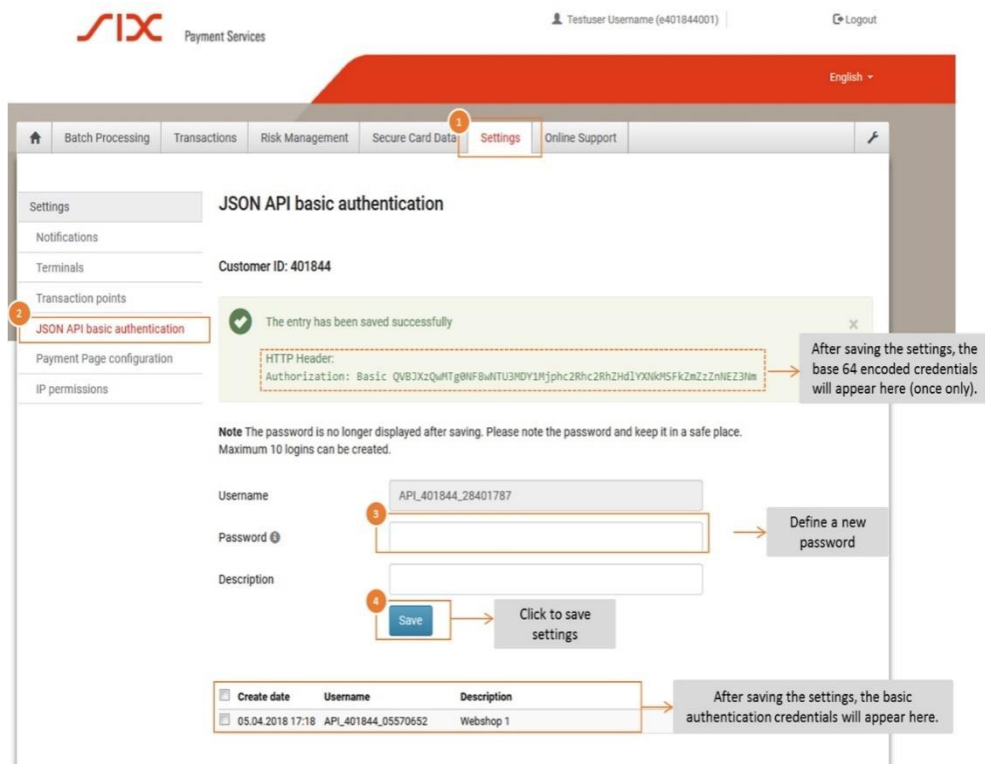 SIX Payment Services
Testuser Username (e401844001)
Logout
English
1
Batch Processing Transactions Risk Management Secure Card Data Settings Online Support
Settings
Notifications
Terminals
Transaction points
2
JSON API basic authentication
Payment Page configuration
IP permissions
JSON API basic authentication
Customer ID: 401844
The entry has been saved successfully
×
HTTP Header:
Authorization: Basic QVBJXzQwMTg0NF8wNTU3MDY1Mjphc2Rhc2RhZHdlYXNkMSFkZmZzZnNEZ3Nm
After saving the settings, the
base 64 encoded credentials
will appear here (once only).
Note The password is no longer displayed after saving. Please note the password and keep it in a safe place.
Maximum 10 logins can be created.
Username API_401844_28401787
3
Password
Define a new
password
Description
4
Save
Click to save
settings
Create date Username Description
05.04.2018 17:18 API_401844_05570652 Webshop 1
After saving the settings, the basic
authentication credentials will appear here.